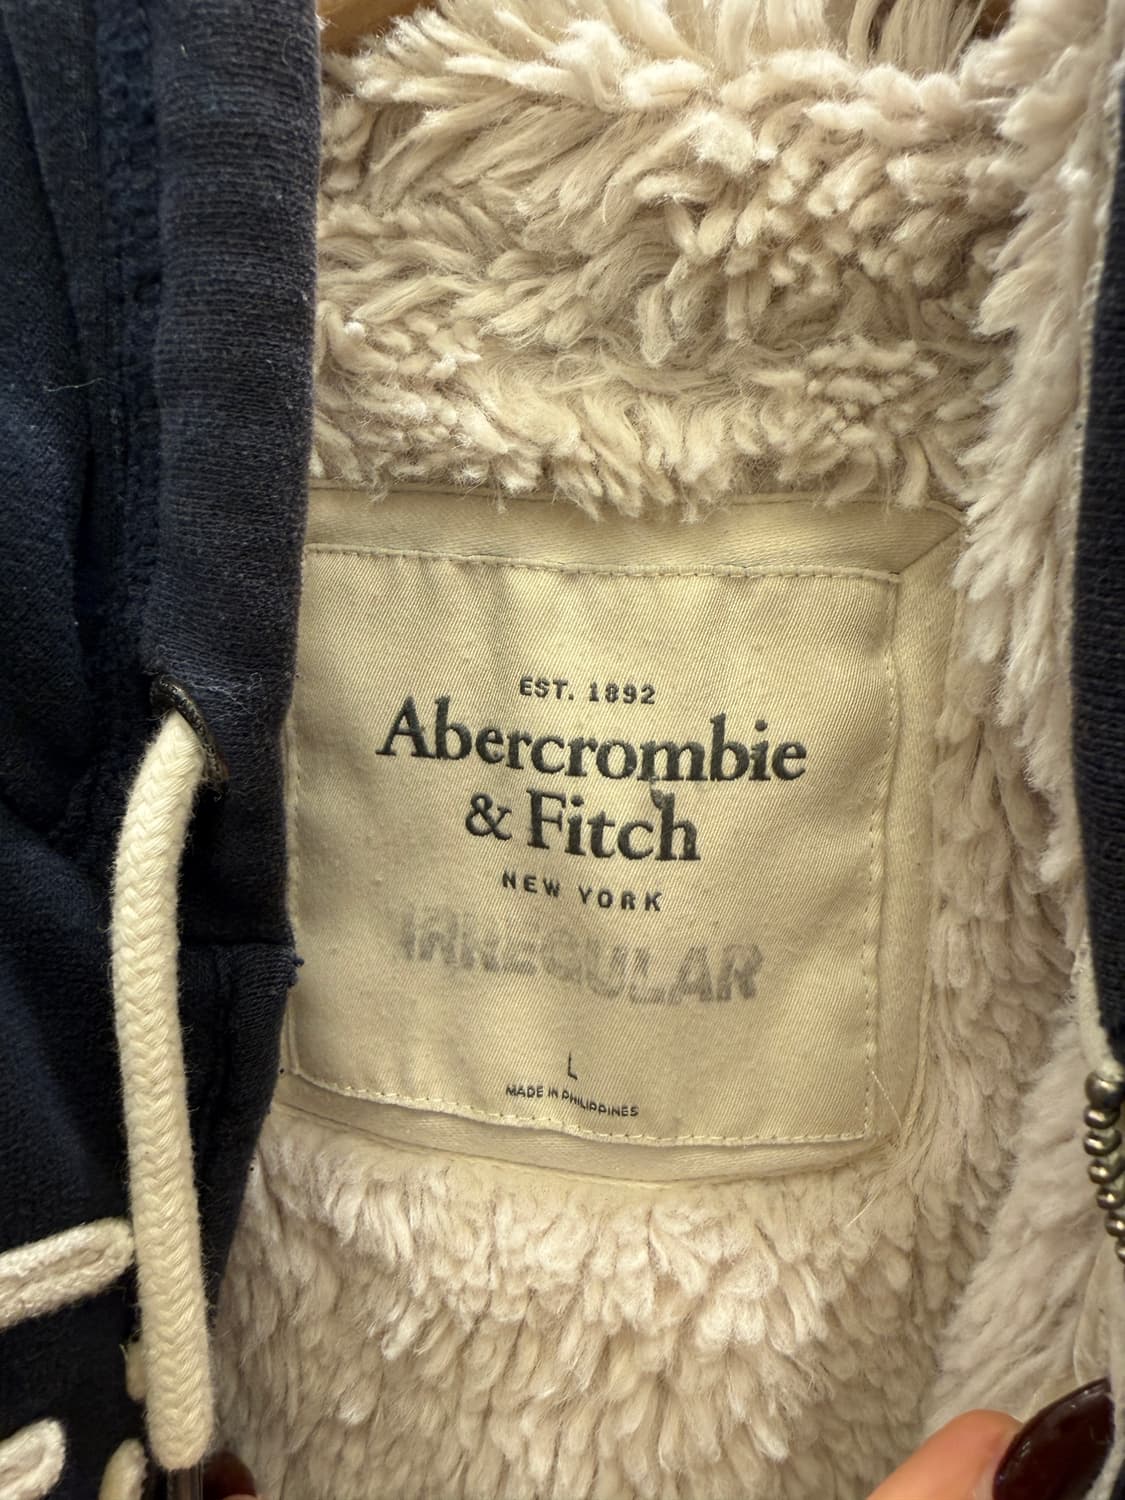 EST. 1892
Abercrombie
& Fitch
NEW YORK
IRREGULAR
L
MADE IN PHILIPPINES